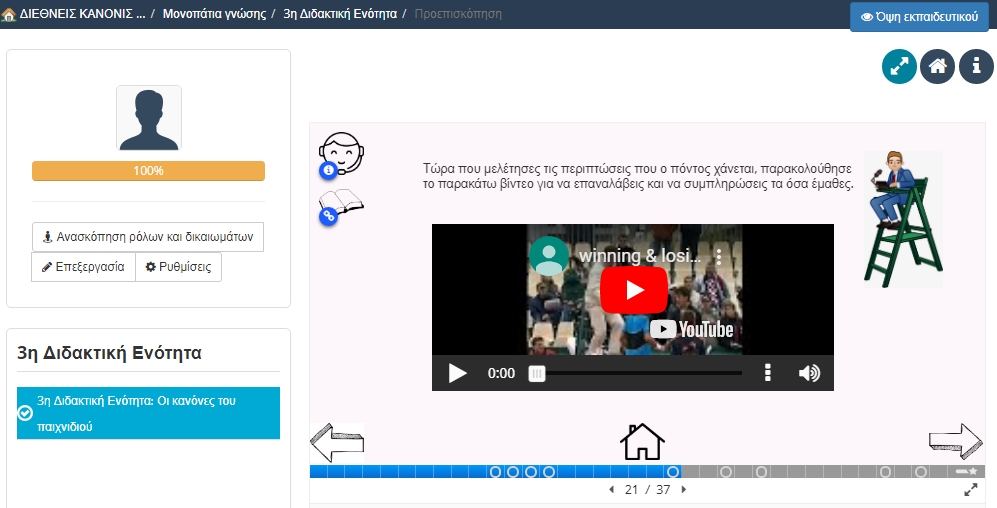 ΔΙΕΘΝΕΙΣ ΚΑΝΟΝΙΣ ... / Μονοπάτια γνώσης / 3η Διδακτική Ενότητα / Προεπισκόπηση
Όψη εκπαιδευτικού
100%
Ανασκόπηση ρόλων και δικαιωμάτων
Επεξεργασία
Ρυθμίσεις
3η Διδακτική Ενότητα
3η Διδακτική Ενότητα: Οι κανόνες του
παιχνιδιού
Τώρα που μελέτησες τις περιπτώσεις που ο πόντος χάνεται, παρακολούθησε
το παρακάτω βίντεο για να επαναλάβεις και να συμπληρώσεις τα όσα έμαθες.
winning & losi...
YouTube
0:00
21 / 37